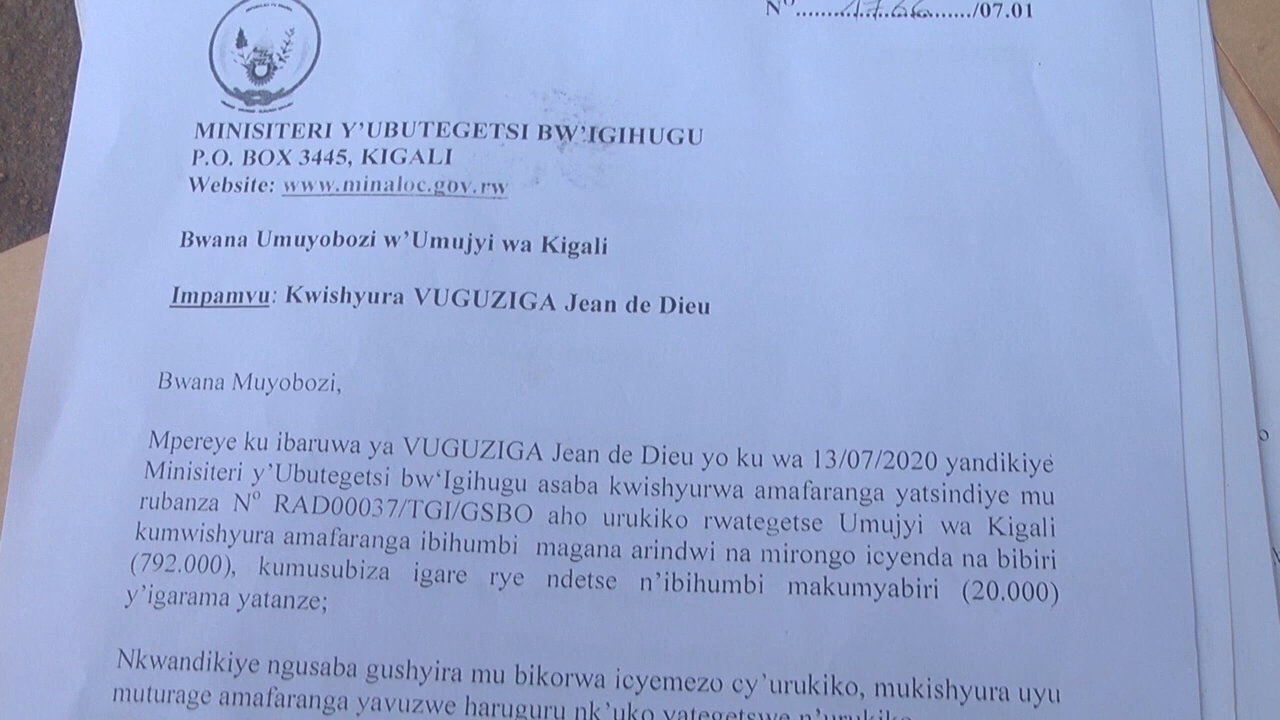 Nº..................../07.01
MINISITERI Y’UBUTEGETSI BW’IGIHUGU
P.O. BOX 3445, KIGALI
Website: www.minaloc.gov.rw
Bwana Umuyobozi w’Umujyi wa Kigali
Impamvu: Kwishyura VUGUZIGA Jean de Dieu
Bwana Muyobozi,
Mpereye ku ibaruwa ya VUGUZIGA Jean de Dieu yo ku wa 13/07/2020 yandikiye
Minisiteri y’Ubutegetsi bw‘Igihugu asaba kwishyurwa amafaranga yatsindiye mu
rubanza Nº RAD00037/TGI/GSBO aho urukiko rwategetse Umujyi wa Kigali
kumwishyura amafaranga ibihumbi magana arindwi na mirongo icyenda na bibiri
(792.000), kumusubiza igare rye ndetse n’ibihumbi makumyabiri (20.000)
y’igarama yatanze;
Nkwandikiye ngusaba gushyira mu bikorwa icyemezo cy’urukiko, mukishyura uyu
muturage amafaranga yavuzwe haruguru nk’uko yategetswe n’urukiko